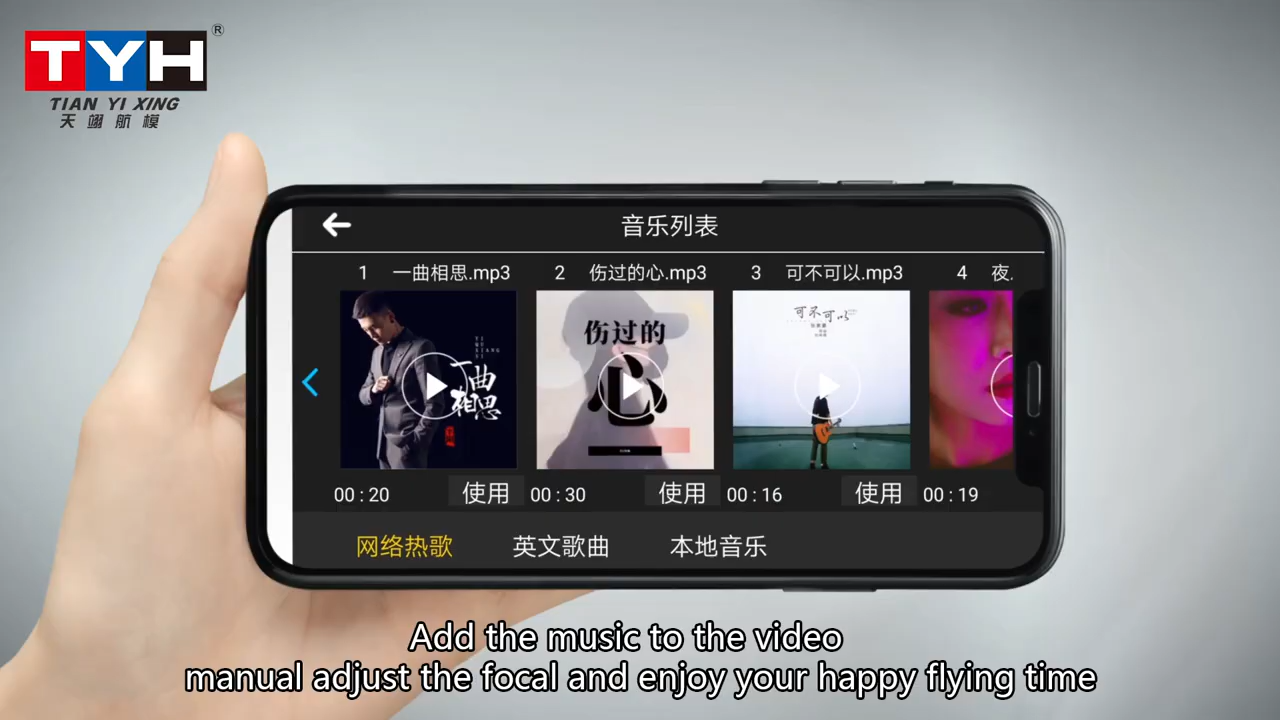 TYH®
TIAN YI XING
天翊航模
音乐列表
1 一曲相思.mp3 2 伤过的心.mp3 3 可不可以.mp3 4 夜.
一曲相思
伤过的心
可不可以
00:20 使用 00:30 使用 00:16 使用 00:19
网络热歌 英文歌曲 本地音乐
Add the music to the video
manual adjust the focal and enjoy your happy flying time